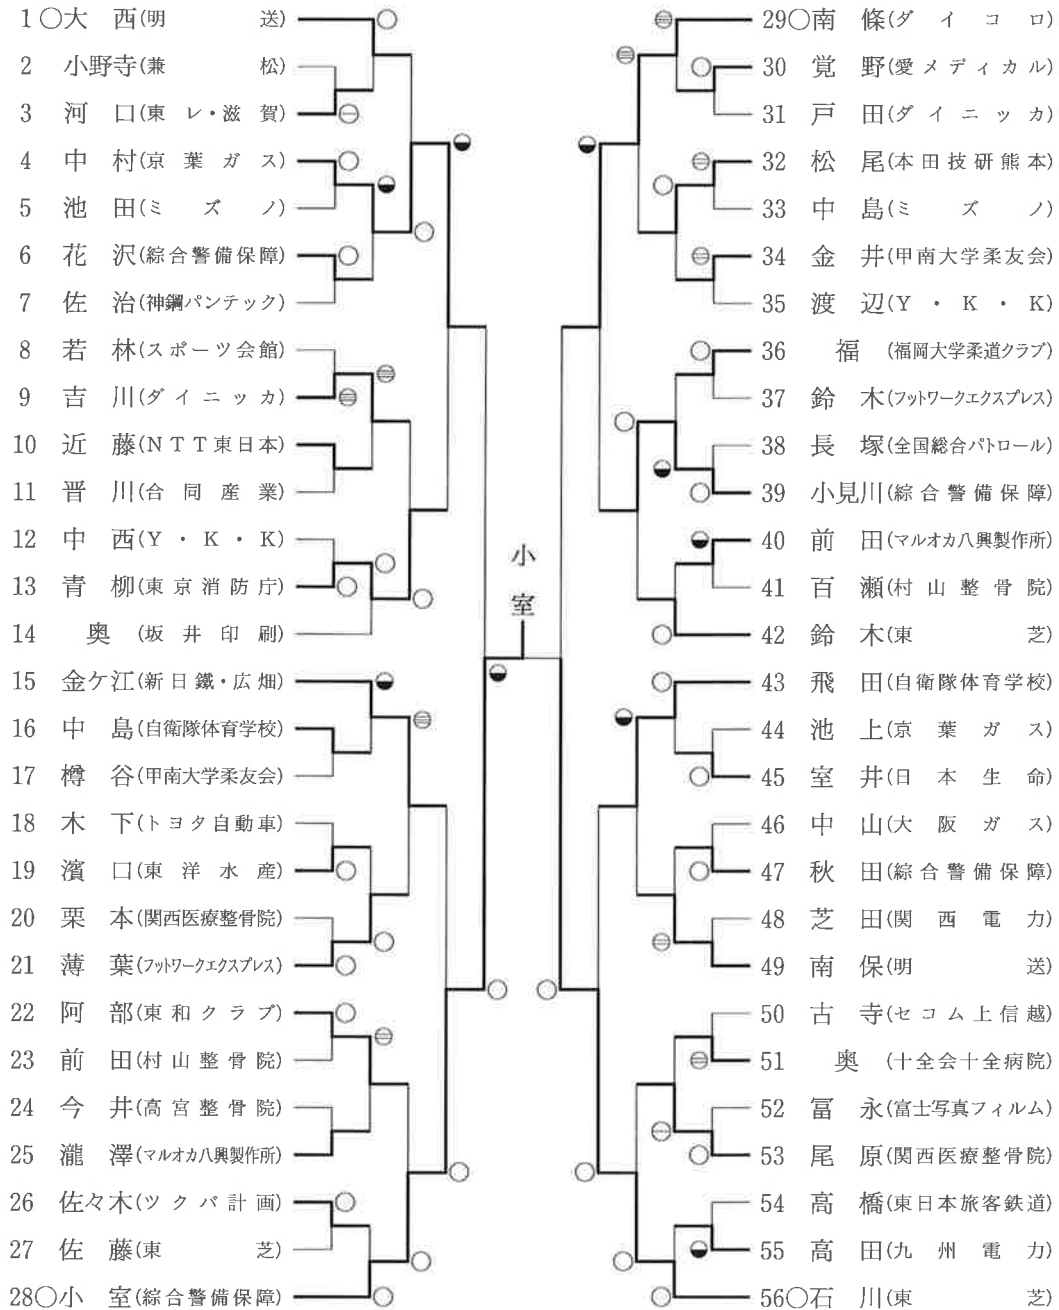 1○大西(明送)
2 小野寺(兼松)
3 河口(東レ・滋賀)
4 中村(京葉ガス)
5 池田(ミズノ)
6 花沢(綜合警備保障)
7 佐治(神鋼パンテック)
8 若林(スポーツ会館)
9 吉川(ダイニッカ)
10 近藤(NTT東日本)
11 晋川(合同産業)
12 中西(Y・K・K)
13 青柳(東京消防庁)
14 奥(坂井印刷)
15 金ケ江(新日鐵・広畑)
16 中島(自衛隊体育学校)
17 樽谷(甲南大学柔友会)
18 木下(トヨタ自動車)
19 濱口(東洋水産)
20 栗本(関西医療整骨院)
21 薄葉(フットワークエクスプレス)
22 阿部(東和クラブ)
23 前田(村山整骨院)
24 今井(高宮整骨院)
25 瀧澤(マルオカ八興製作所)
26 佐々木(ツクバ計画)
27 佐藤(東芝)
28○小室(綜合警備保障)
小室
29○南條(ダイコロ)
30 覚野(愛メディカル)
31 戸田(ダイニッカ)
32 松尾(本田技研熊本)
33 中島(ミズノ)
34 金井(甲南大学柔友会)
35 渡辺(Y・K・K)
36 福(福岡大学柔道クラブ)
37 鈴木(フットワークエクスプレス)
38 長塚(全国総合パトロール)
39 小見川(綜合警備保障)
40 前田(マルオカ八興製作所)
41 百瀬(村山整骨院)
42 鈴木(東芝)
43 飛田(自衛隊体育学校)
44 池上(京葉ガス)
45 室井(日本生命)
46 中山(大阪ガス)
47 秋田(綜合警備保障)
48 芝田(関西電力)
49 南保(明送)
50 古寺(セコム上信越)
51 奥(十全会十全病院)
52 冨永(富士写真フィルム)
53 尾原(関西医療整骨院)
54 高橋(東日本旅客鉄道)
55 高田(九州電力)
56○石川(東芝)